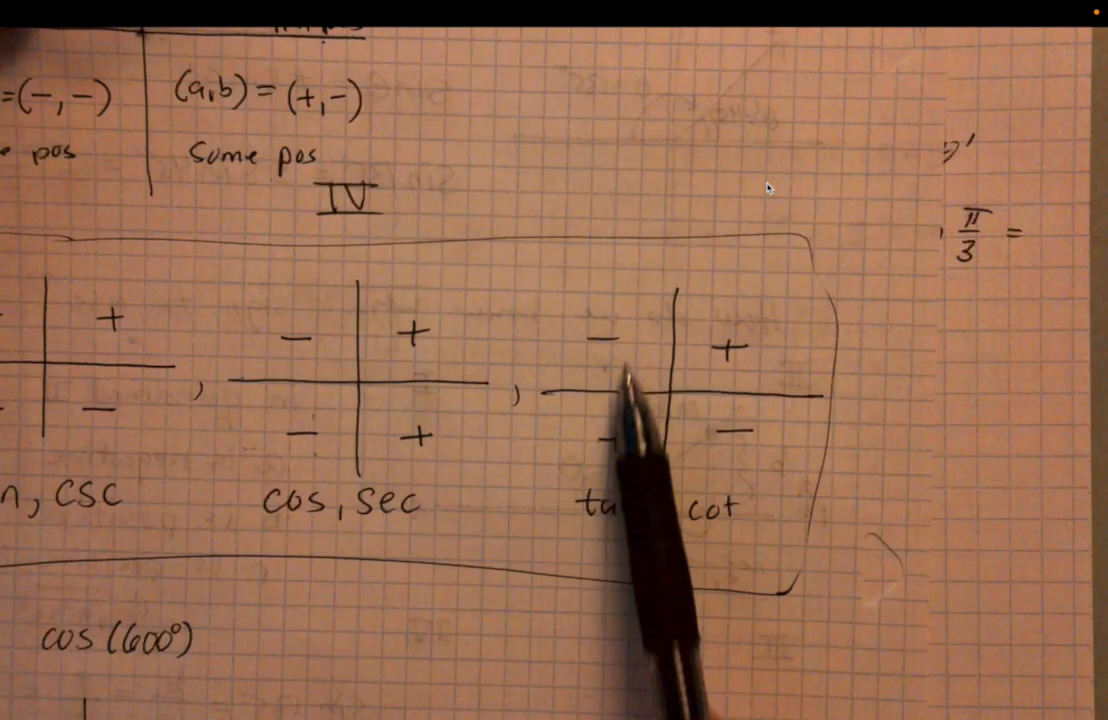 =(-,-) (a,b) = (+,-)
pos Some pos
IV
π/3 =
+ - + - +
- - + -
, ,
, csc cos, sec cot
cos (600°)